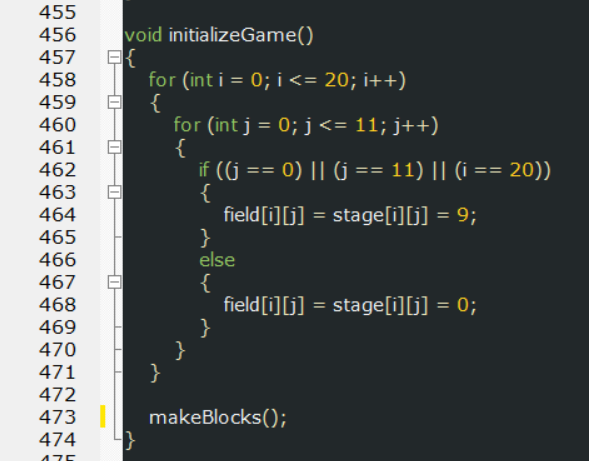 455
456 void initializeGame()
457 {
458 for (int i = 0; i <= 20; i++)
459 {
460 for (int j = 0; j <= 11; j++)
461 {
462 if ((j == 0) || (j == 11) || (i == 20))
463 {
464 field[i][j] = stage[i][j] = 9;
465 }
466 else
467 {
468 field[i][j] = stage[i][j] = 0;
469 }
470 }
471 }
472
473 makeBlocks();
474 }
475